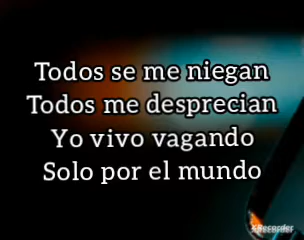 Todos se me niegan
Todos me desprecian
Yo vivo vagando
Solo por el mundo